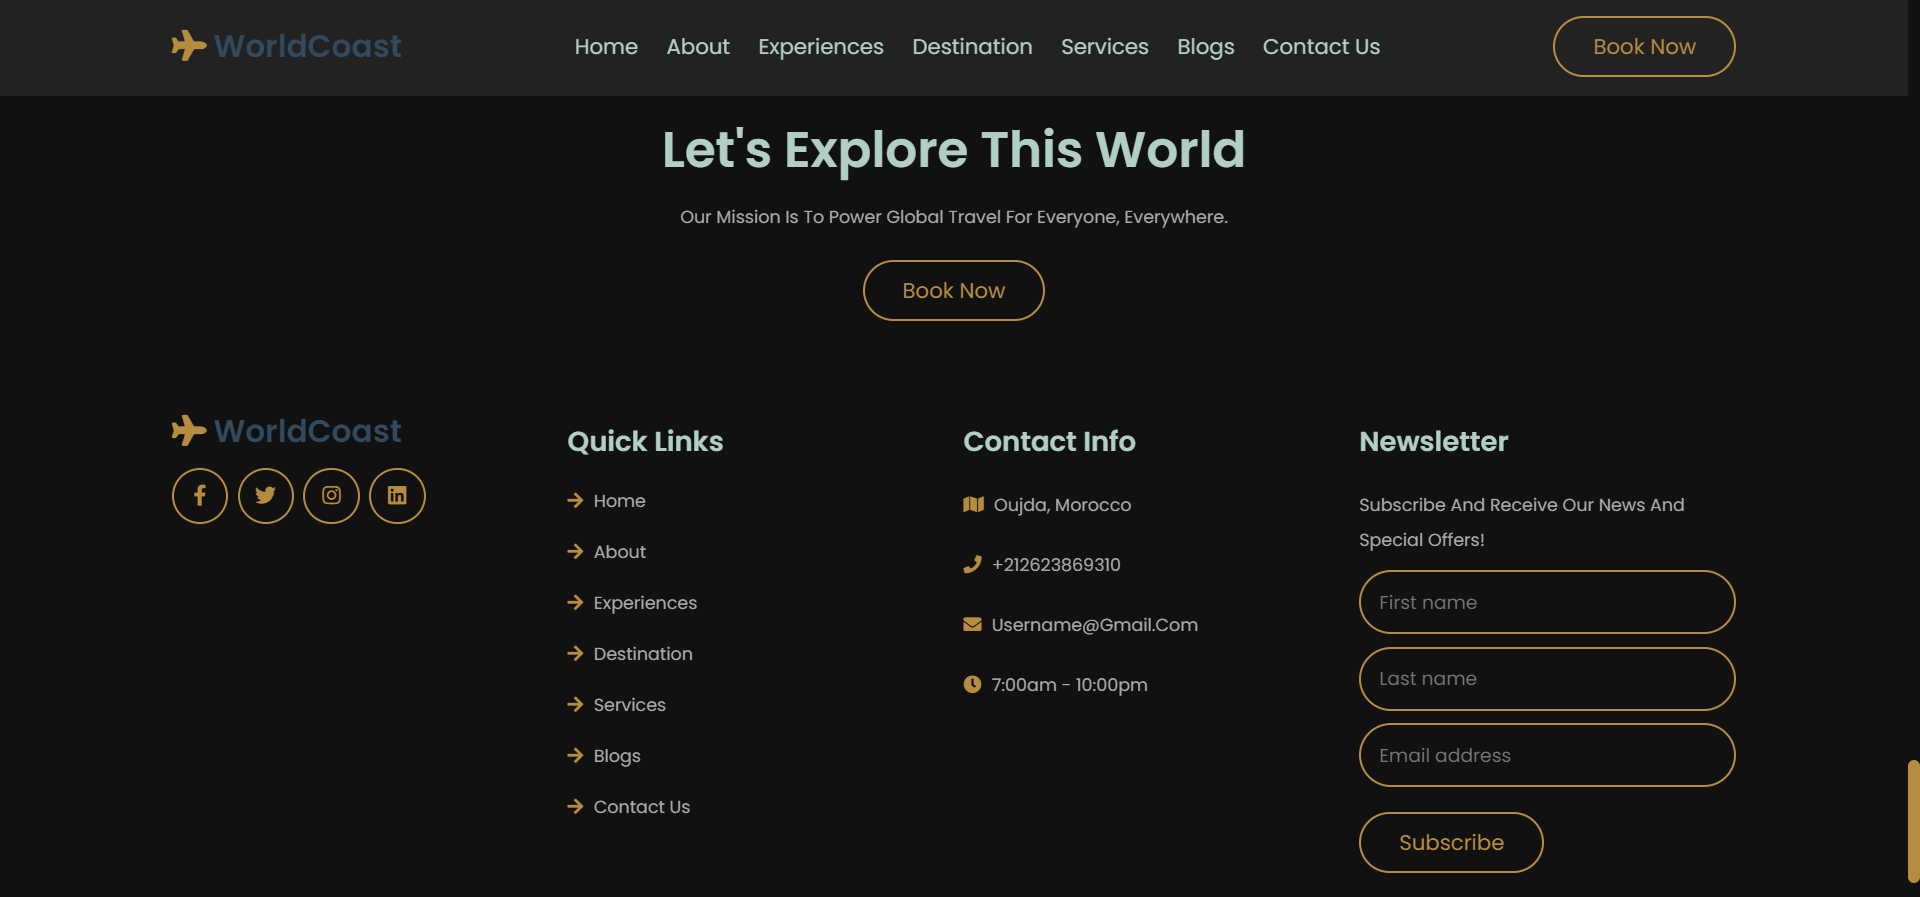 WorldCoast
Home About Experiences Destination Services Blogs Contact Us
Book Now
Let's Explore This World
Our Mission Is To Power Global Travel For Everyone, Everywhere.
Book Now
WorldCoast
Quick Links
Home
About
Experiences
Destination
Services
Blogs
Contact Us
Contact Info
Oujda, Morocco
+212623869310
Username@Gmail.Com
7:00am - 10:00pm
Newsletter
Subscribe And Receive Our News And
Special Offers!
First name
Last name
Email address
Subscribe